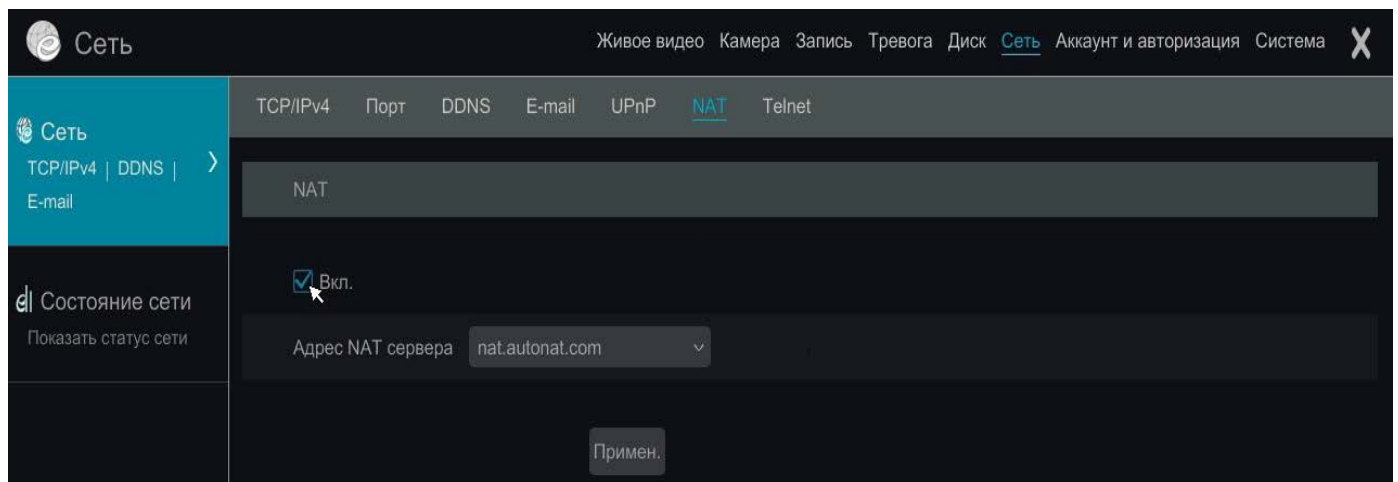 Сеть
Живое видео Камера Запись Тревога Диск Сеть Аккаунт и авторизация Система X
TCP/IPv4 Порт DDNS E-mail UPnP NAT Telnet
Сеть
TCP/IPv4 | DDNS |
E-mail
NAT
Вкл.
Состояние сети
Показать статус сети
Адрес NAT сервера nat.autonat.com
Примен.